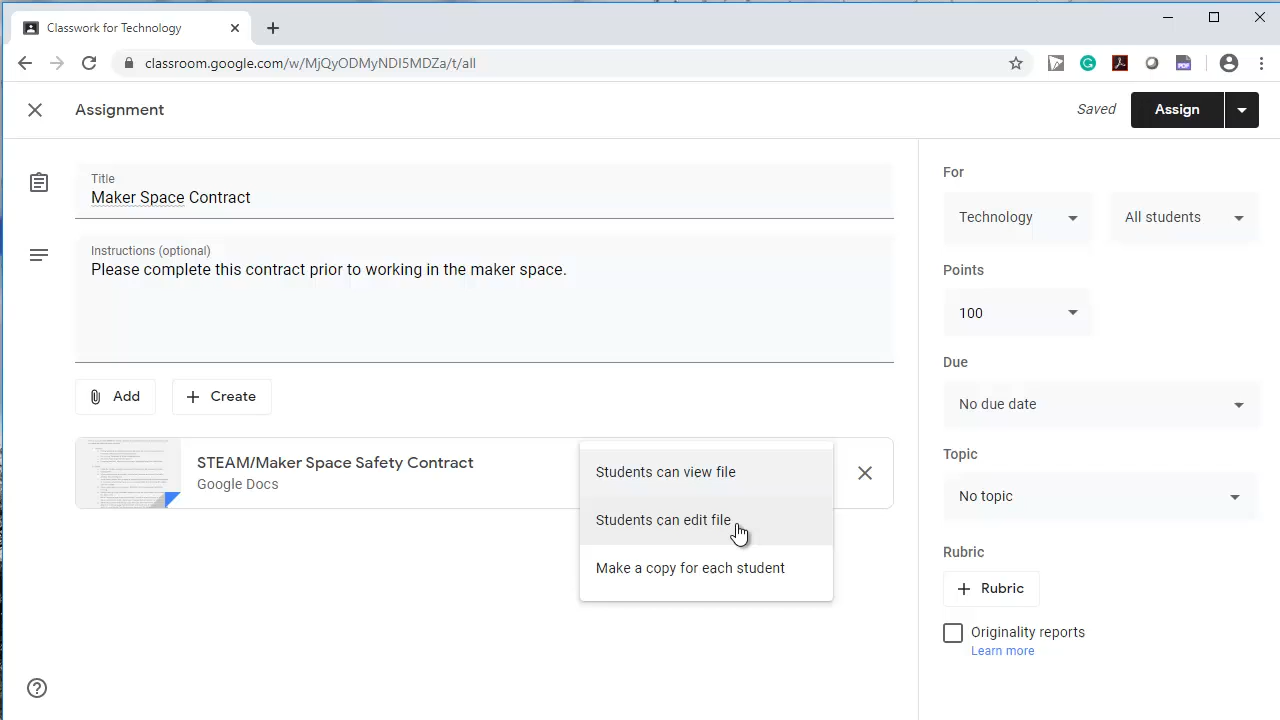 Classwork for Technology
classroom.google.com/w/MjQyODMyNDI5MDZa/t/all
PDF
Assignment
Saved
Assign
Title
Maker Space Contract
Instructions (optional)
Please complete this contract prior to working in the maker space.
Add
Create
STEAM/Maker Space Safety Contract
Google Docs
Students can view file
Students can edit file
Make a copy for each student
For
Technology
All students
Points
100
Due
No due date
Topic
No topic
Rubric
Rubric
Originality reports
Learn more